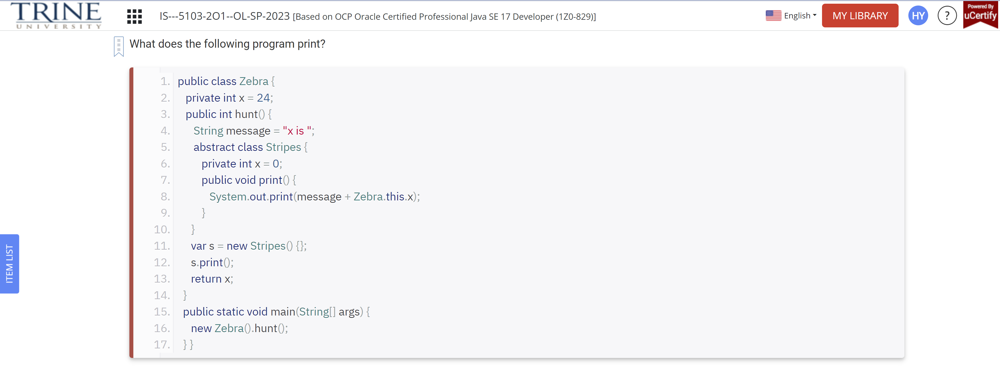 TRINE
UNIVERSITY
IS---5103-2O1--OL-SP-2023 [Based on OCP Oracle Certified Professional Java SE 17 Developer (1Z0-829)]
English
MY LIBRARY
HY
?
Powered By
uCertify
What does the following program print?
1. public class Zebra {
2. private int x = 24;
3. public int hunt() {
4. String message = "x is ";
5. abstract class Stripes {
6. private int x = 0;
7. public void print() {
8. System.out.print(message + Zebra.this.x);
9. }
10. }
11. var s = new Stripes() {};
12. s.print();
13. return x;
14. }
15. public static void main(String[] args) {
16. new Zebra().hunt();
17. } }
ITEM LIST